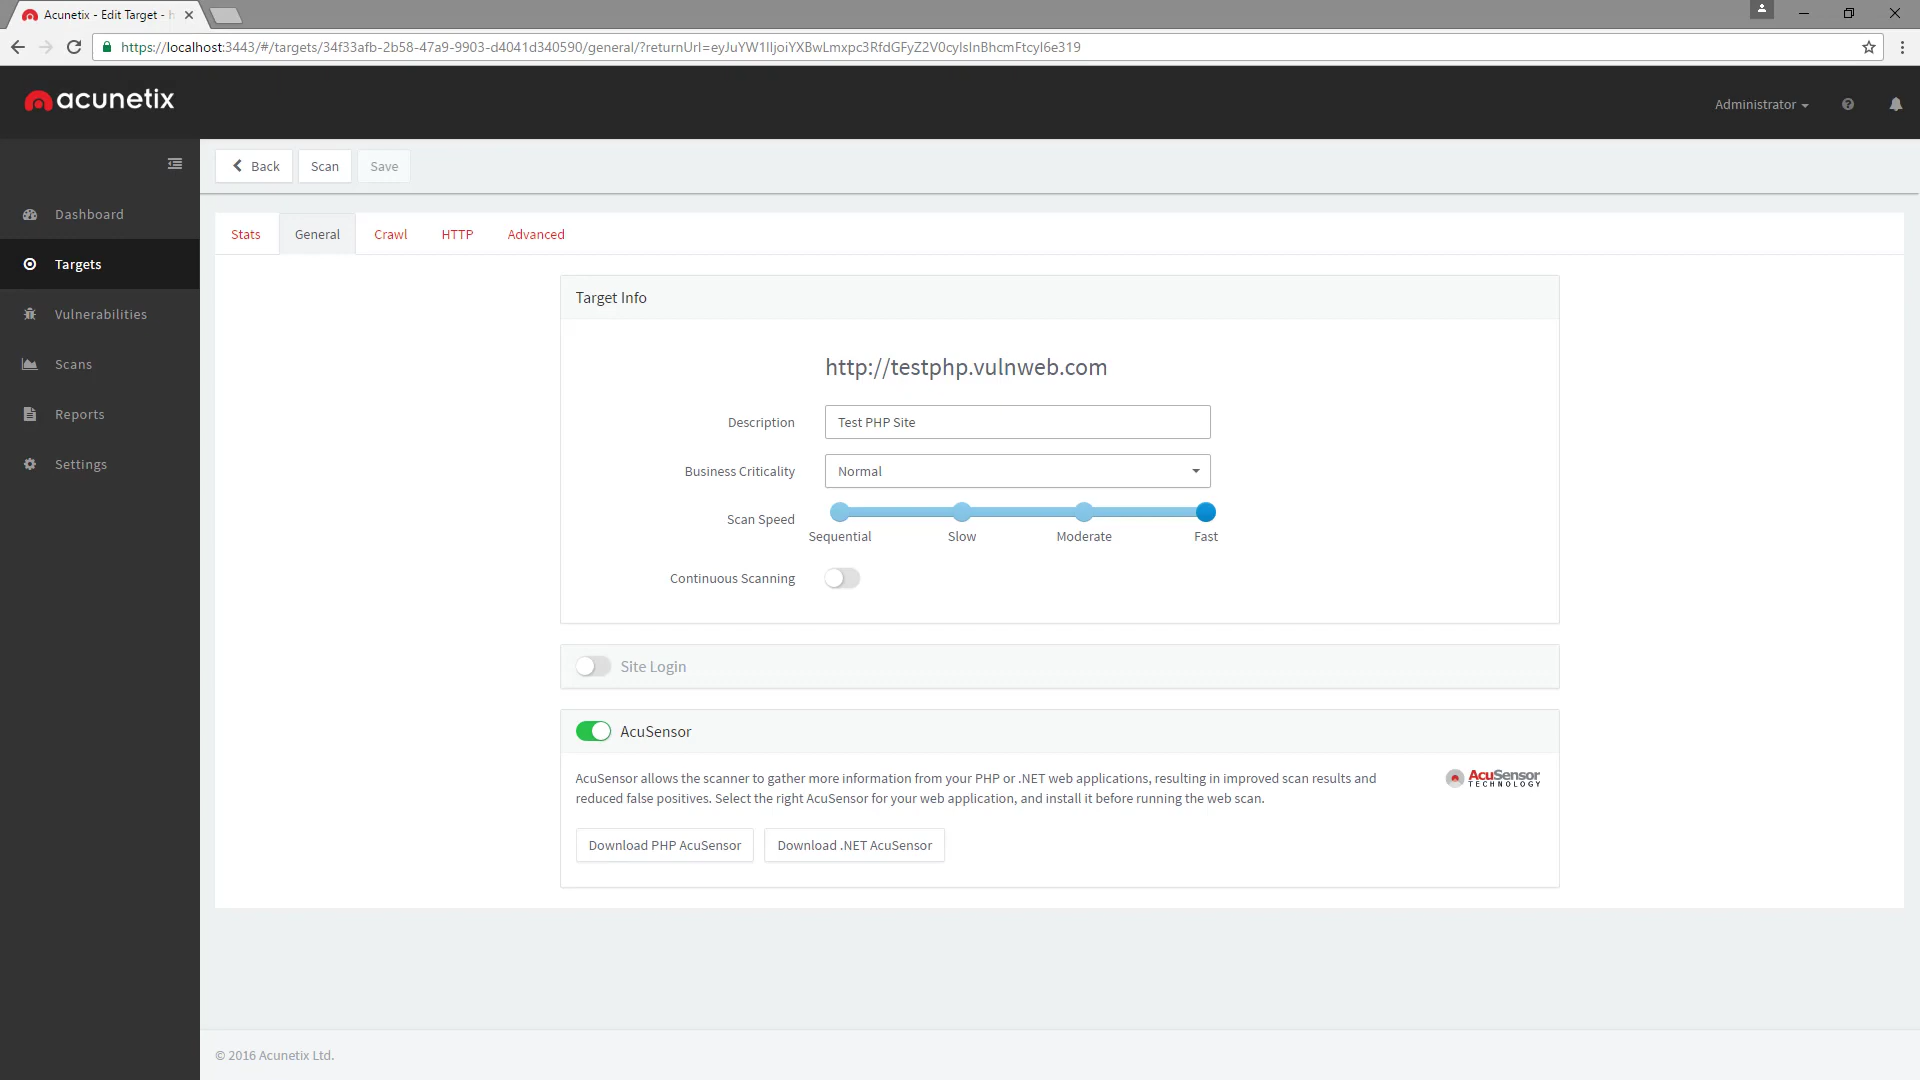 Acunetix - Edit Target - h
https://localhost:3443/#/targets/34f33afb-2b58-47a9-9903-d4041d340590/general/?returnUrl=eyJuYW1lIjoiYXBwLmxpc3RfdGFyZ2V0cyIsInBhcmFtcyI6e319
acunetix
Administrator
Back
Scan
Save
Dashboard
Targets
Vulnerabilities
Scans
Reports
Settings
Stats
General
Crawl
HTTP
Advanced
Target Info
http://testphp.vulnweb.com
Description
Test PHP Site
Business Criticality
Normal
Scan Speed
Sequential
Slow
Moderate
Fast
Continuous Scanning
Site Login
AcuSensor
AcuSensor allows the scanner to gather more information from your PHP or .NET web applications, resulting in improved scan results and
reduced false positives. Select the right AcuSensor for your web application, and install it before running the web scan.
AcuSensor
TECHNOLOGY
Download PHP AcuSensor
Download .NET AcuSensor
© 2016 Acunetix Ltd.